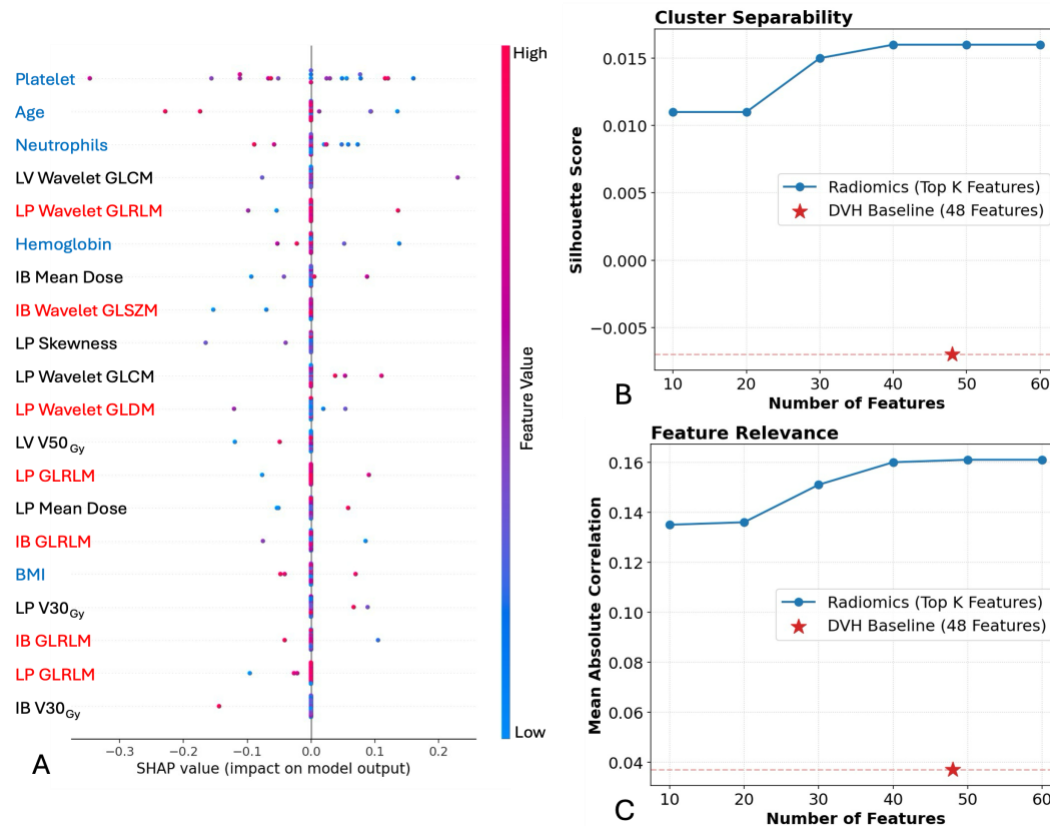 Platelet
Age
Neutrophils
LV Wavelet GLCM
LP Wavelet GLRLM
Hemoglobin
IB Mean Dose
IB Wavelet GLSZM
LP Skewness
LP Wavelet GLCM
LP Wavelet GLDM
LV V50Gy
LP GLRLM
LP Mean Dose
IB GLRLM
BMI
LP V30Gy
IB GLRLM
LP GLRLM
IB V30Gy
−0.3 −0.2 −0.1 0.0 0.1 0.2
SHAP value (impact on model output)
A
High
Feature Value
Low
Cluster Separability
0.015
0.010
0.005
0.000
−0.005
Silhouette Score
Radiomics (Top K Features)
DVH Baseline (48 Features)
10 20 30 40 50 60
Number of Features
B
Feature Relevance
0.16
0.14
0.12
0.10
0.08
0.06
0.04
Mean Absolute Correlation
Radiomics (Top K Features)
DVH Baseline (48 Features)
10 20 30 40 50 60
Number of Features
C